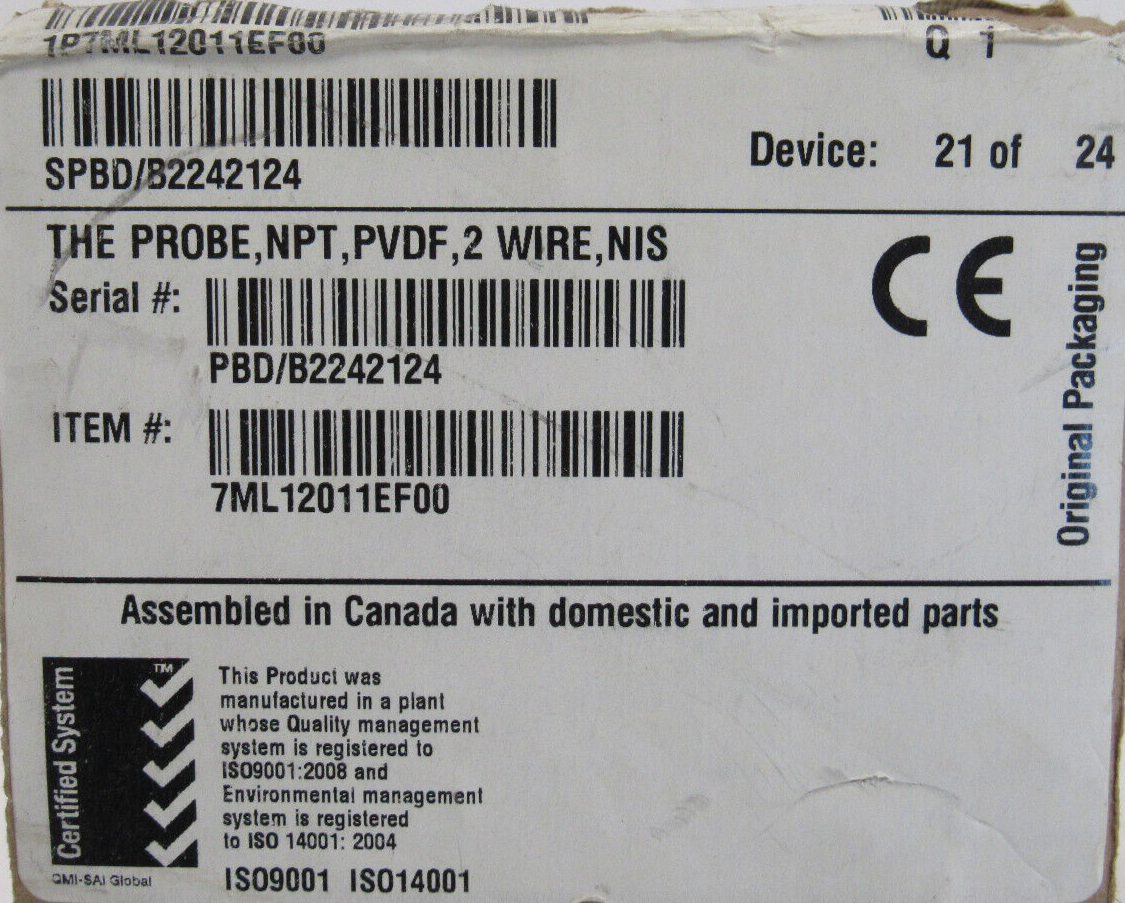 1P7ML12011EF00
Q 1
SPBD/B2242124
Device: 21 of 24
THE PROBE,NPT,PVDF,2 WIRE,NIS
Serial #:
PBD/B2242124
ITEM #:
7ML12011EF00
CE
Original Packaging
Assembled in Canada with domestic and imported parts
Certified System
TM
This Product was
manufactured in a plant
whose Quality management
system is registered to
ISO9001:2008 and
Environmental management
system is registered
to ISO 14001: 2004
QMI-SAI Global
ISO9001 ISO14001